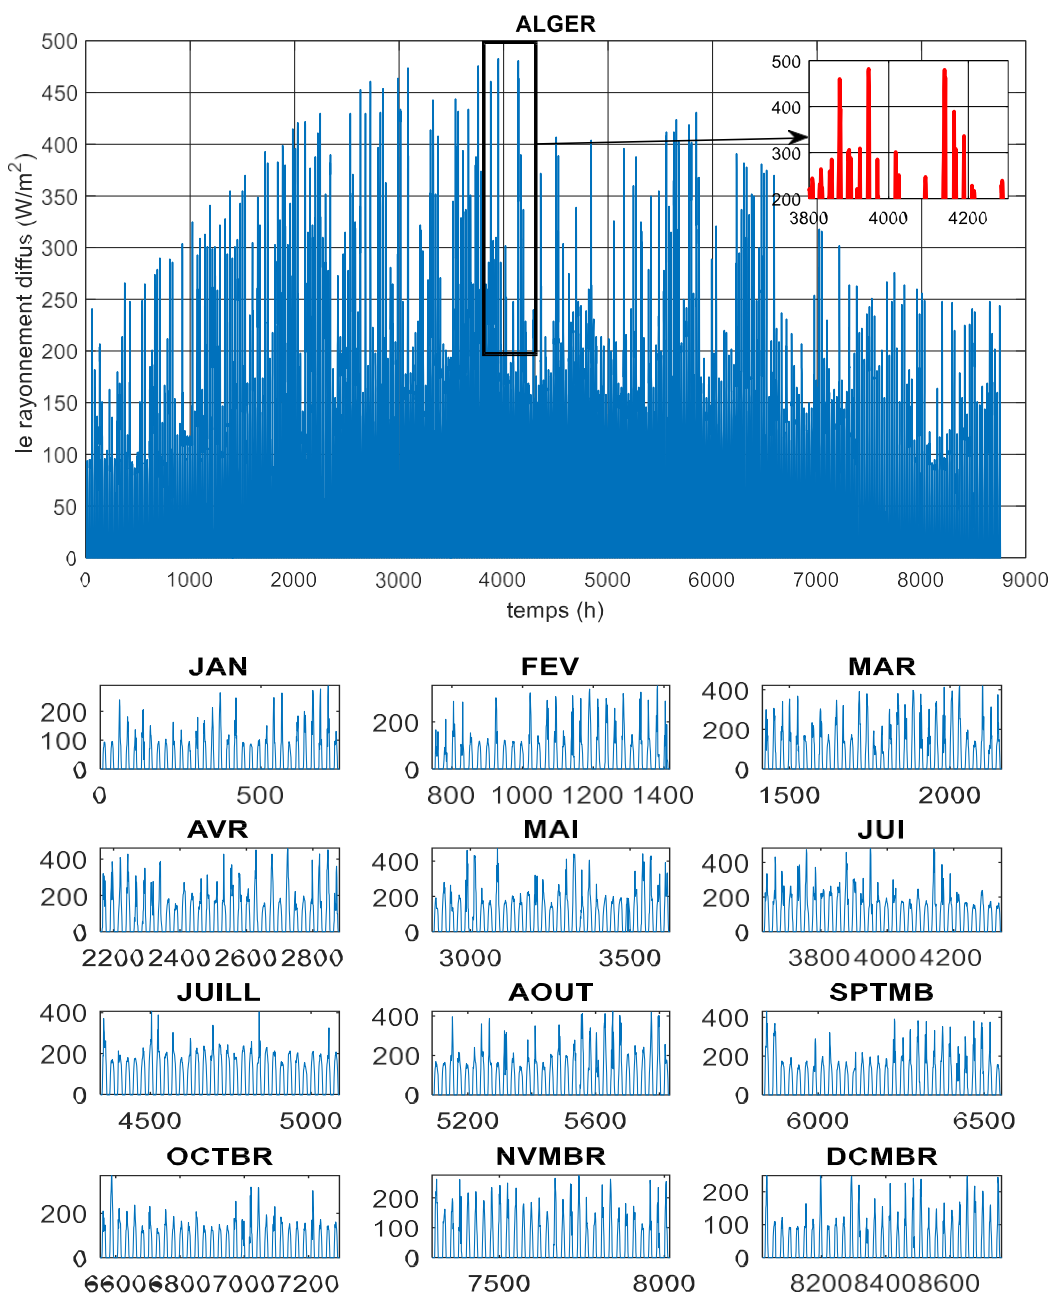 ALGER
500
450
400
350
300
250
200
150
100
50
0
le rayonnement diffus (W/m²)
0 1000 2000 3000 4000 5000 6000 7000 8000 9000
temps (h)
500
400
300
200
3800 4000 4200
JAN
200
100
0
0 500
FEV
200
0
800 1000 1200 1400
MAR
400
200
0
1500 2000
AVR
400
200
0
2200 2400 2600 2800
MAI
400
200
0
3000 3500
JUI
400
200
0
3800 4000 4200
JUILL
400
200
0
4500 5000
AOUT
400
200
0
5200 5600
SPTMB
400
200
0
6000 6500
OCTBR
200
0
6600 6800 7000 7200
NVMBR
200
100
0
7500 8000
DCMBR
200
100
0
8200 8400 8600